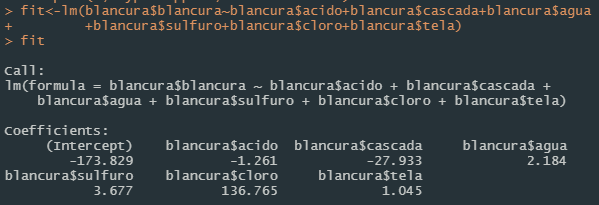 > fit<-lm(blancura$blancura~blancura$acido+blancura$cascada+blancura$agua
+ +blancura$sulfuro+blancura$cloro+blancura$tela)
> fit
Call:
lm(formula = blancura$blancura ~ blancura$acido + blancura$cascada +
blancura$agua + blancura$sulfuro + blancura$cloro + blancura$tela)
Coefficients:
(Intercept) blancura$acido blancura$cascada blancura$agua
-173.829 -1.261 -27.933 2.184
blancura$sulfuro blancura$cloro blancura$tela
3.677 136.765 1.045